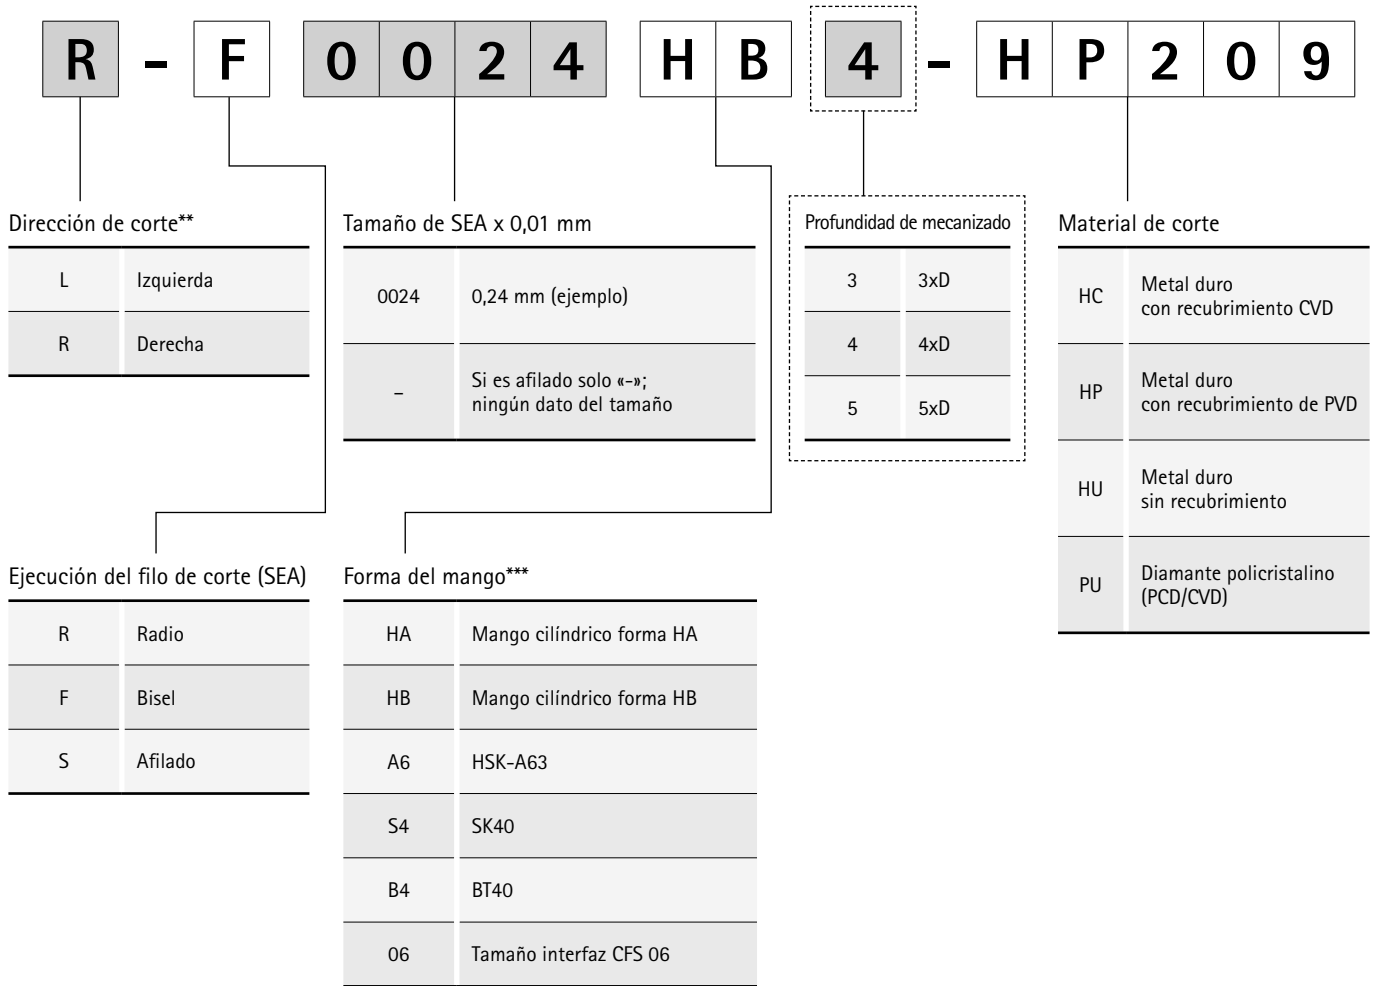 R - F 0 0 2 4 H B 4 - H P 2 0 9
Dirección de corte**
L Izquierda
R Derecha
Tamaño de SEA x 0,01 mm
0024 0,24 mm (ejemplo)
– Si es afilado solo «-»;
ningún dato del tamaño
Profundidad de mecanizado
3 3xD
4 4xD
5 5xD
Material de corte
HC Metal duro
con recubrimiento CVD
HP Metal duro
con recubrimiento de PVD
HU Metal duro
sin recubrimiento
PU Diamante policristalino
(PCD/CVD)
Ejecución del filo de corte (SEA)
R Radio
F Bisel
S Afilado
Forma del mango***
HA Mango cilíndrico forma HA
HB Mango cilíndrico forma HB
A6 HSK-A63
S4 SK40
B4 BT40
06 Tamaño interfaz CFS 06